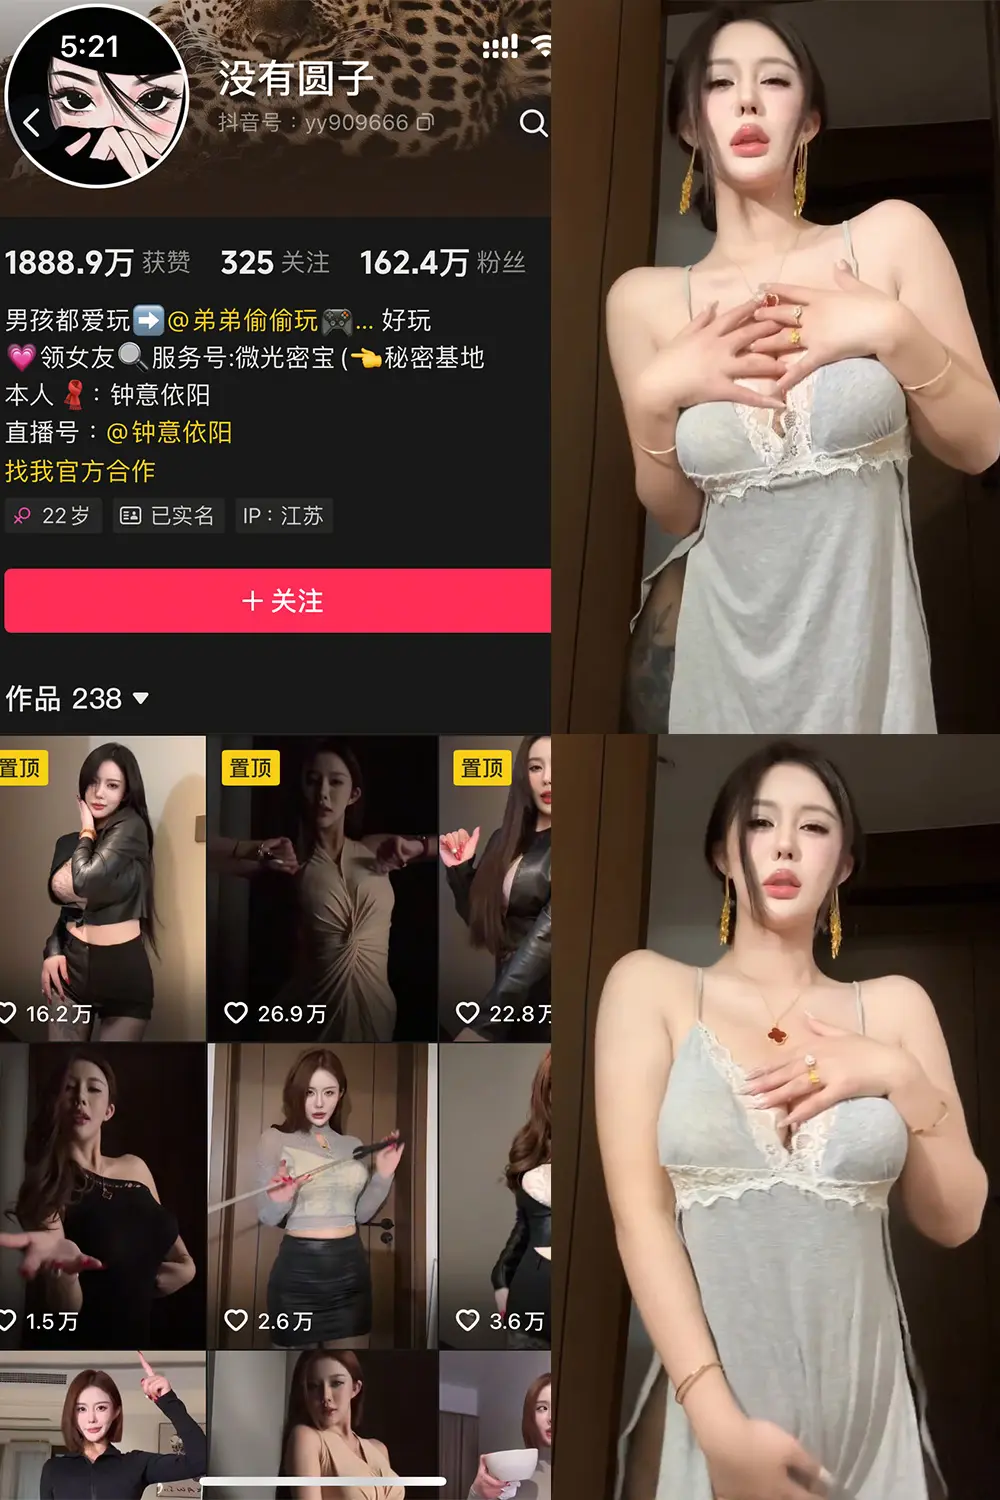 5:21
没有圆子
抖音号：yy909666
1888.9万 获赞 325 关注 162.4万 粉丝
男孩都爱玩➡️@弟弟偷偷玩🎮... 好玩
💗领女友🔍服务号:微光密宝 (👈秘密基地
本人🧣：钟意依阳
直播号：@钟意依阳
找我官方合作
22岁 已实名 IP：江苏
+ 关注
作品 238
置顶 置顶 置顶
16.2万 26.9万 22.8万
1.5万 2.6万 3.6万